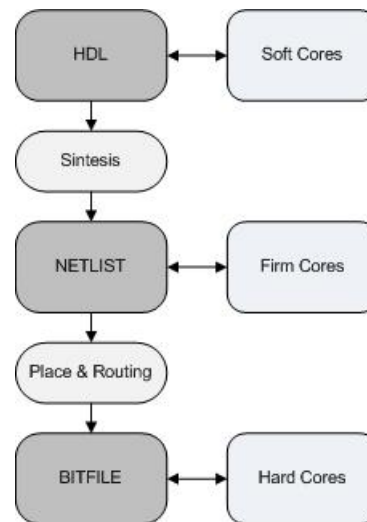 HDL
Soft Cores
Sintesis
NETLIST
Firm Cores
Place & Routing
BITFILE
Hard Cores